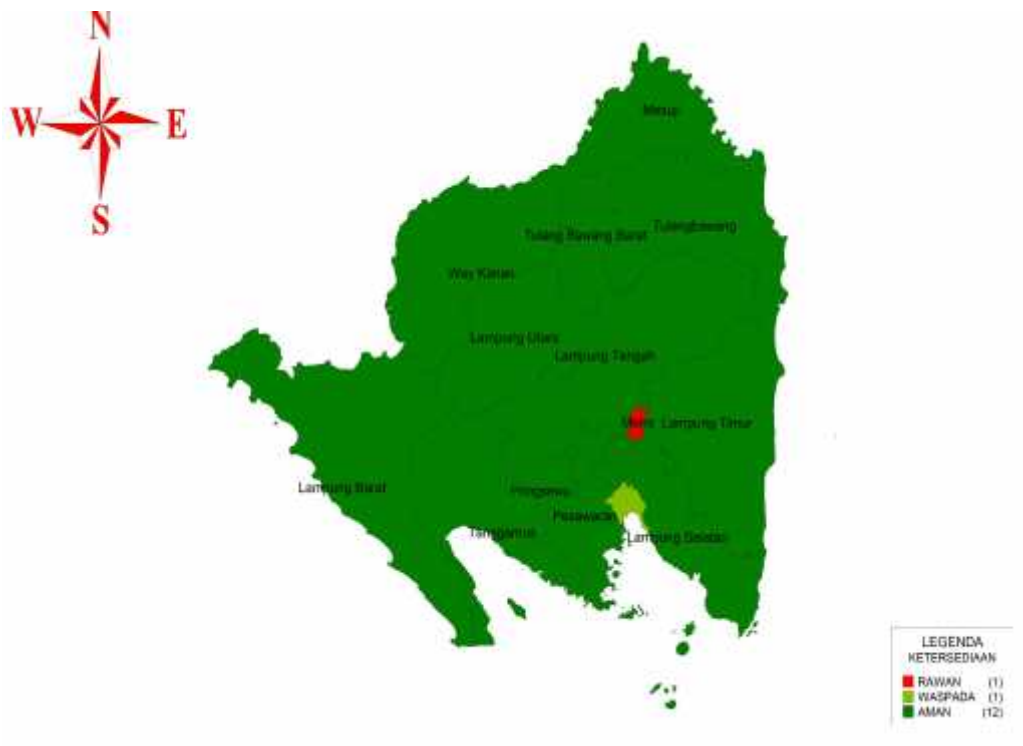 N
W E
S
Mesuji
Tulang Bawang Barat
Tulangbawang
Way Kanan
Lampung Utara
Lampung Tengah
Metro
Lampung Timur
Lampung Barat
Pringsewu
Pesawaran
Tanggamus
Lampung Selatan
LEGENDA
KETERSEDIAAN
RAWAN (1)
WASPADA (1)
AMAN (12)